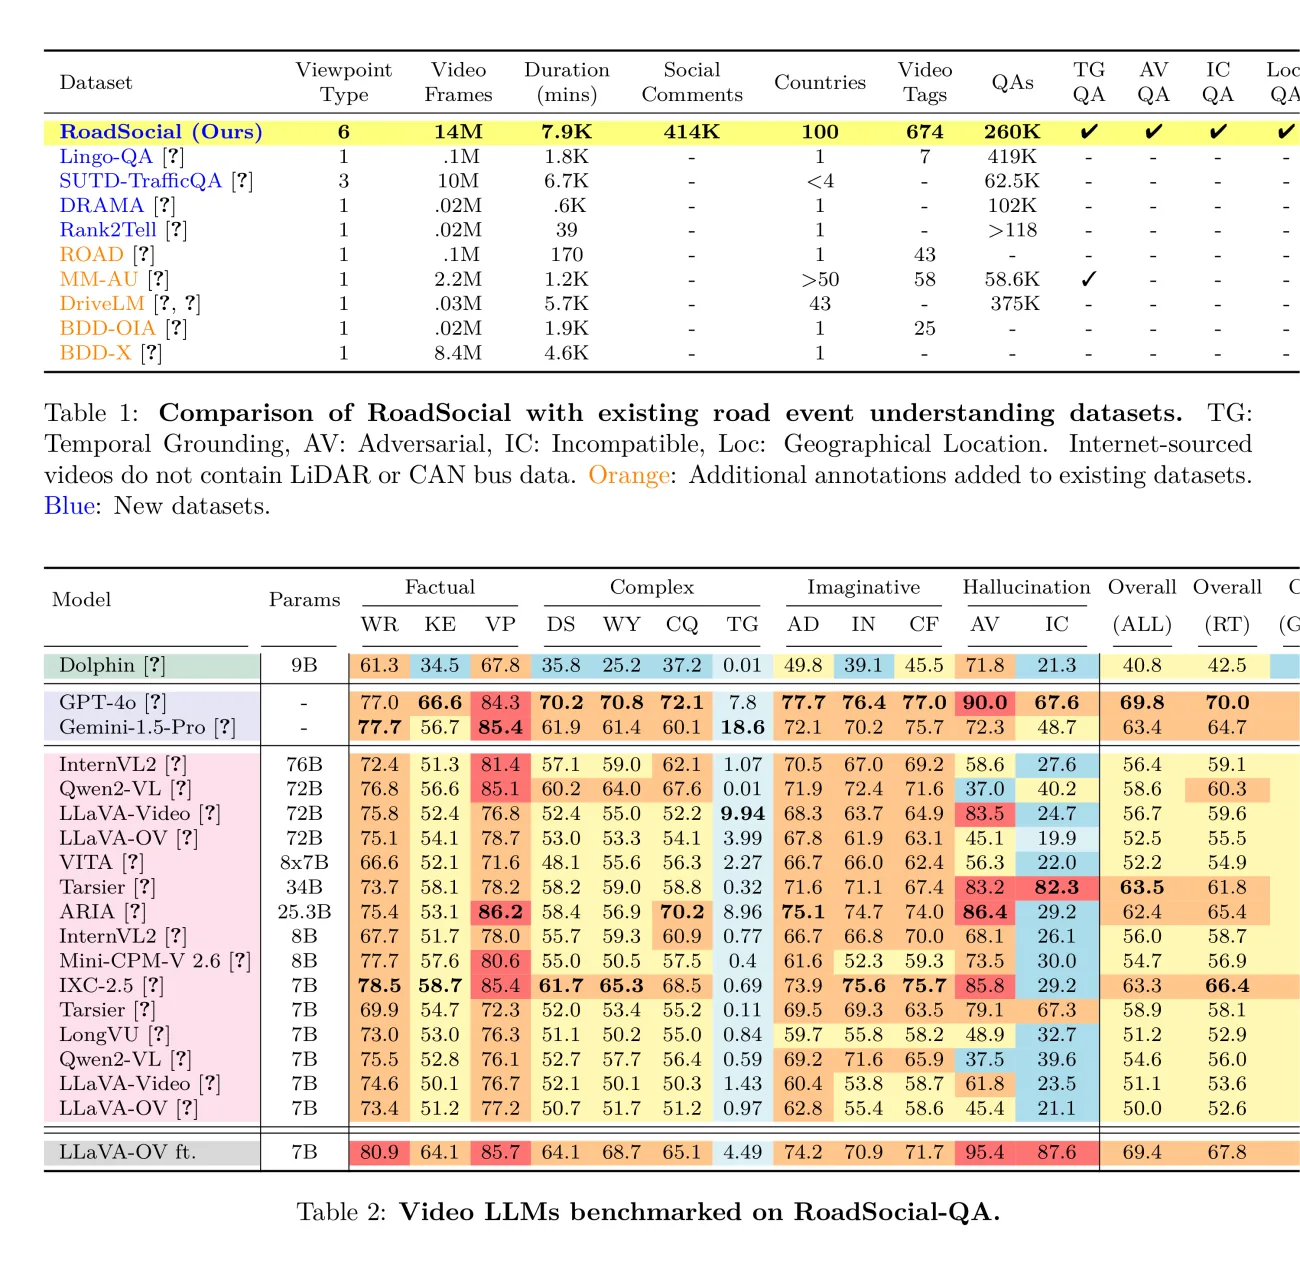 Dataset Viewpoint Type Video Frames Duration (mins) Social Comments Countries Video Tags QAs TG QA AV QA IC QA Loc QA
RoadSocial (Ours) 6 14M 7.9K 414K 100 674 260K ✔ ✔ ✔ ✔
Lingo-QA [?] 1 .1M 1.8K - 1 7 419K - - - -
SUTD-TrafficQA [?] 3 10M 6.7K - <4 - 62.5K - - - -
DRAMA [?] 1 .02M .6K - 1 - 102K - - - -
Rank2Tell [?] 1 .02M 39 - 1 - >118 - - - -
ROAD [?] 1 .1M 170 - 1 43 - - - - -
MM-AU [?] 1 2.2M 1.2K - >50 58 58.6K ✓ - - -
DriveLM [?, ?] 1 .03M 5.7K - 43 - 375K - - - -
BDD-OIA [?] 1 .02M 1.9K - 1 25 - - - - -
BDD-X [?] 1 8.4M 4.6K - 1 - - - - - -
Table 1: Comparison of RoadSocial with existing road event understanding datasets. TG:
Temporal Grounding, AV: Adversarial, IC: Incompatible, Loc: Geographical Location. Internet-sourced
videos do not contain LiDAR or CAN bus data. Orange: Additional annotations added to existing datasets.
Blue: New datasets.
Model Params Factual Complex Imaginative Hallucination Overall Overall
WR KE VP DS WY CQ TG AD IN CF AV IC (ALL) (RT)
Dolphin [?] 9B 61.3 34.5 67.8 35.8 25.2 37.2 0.01 49.8 39.1 45.5 71.8 21.3 40.8 42.5
GPT-4o [?] - 77.0 66.6 84.3 70.2 70.8 72.1 7.8 77.7 76.4 77.0 90.0 67.6 69.8 70.0
Gemini-1.5-Pro [?] - 77.7 56.7 85.4 61.9 61.4 60.1 18.6 72.1 70.2 75.7 72.3 48.7 63.4 64.7
InternVL2 [?] 76B 72.4 51.3 81.4 57.1 59.0 62.1 1.07 70.5 67.0 69.2 58.6 27.6 56.4 59.1
Qwen2-VL [?] 72B 76.8 56.6 85.1 60.2 64.0 67.6 0.01 71.9 72.4 71.6 37.0 40.2 58.6 60.3
LLaVA-Video [?] 72B 75.8 52.4 76.8 52.4 55.0 52.2 9.94 68.3 63.7 64.9 83.5 24.7 56.7 59.6
LLaVA-OV [?] 72B 75.1 54.1 78.7 53.0 53.3 54.1 3.99 67.8 61.9 63.1 45.1 19.9 52.5 55.5
VITA [?] 8x7B 66.6 52.1 71.6 48.1 55.6 56.3 2.27 66.7 66.0 62.4 56.3 22.0 52.2 54.9
Tarsier [?] 34B 73.7 58.1 78.2 58.2 59.0 58.8 0.32 71.6 71.1 67.4 83.2 82.3 63.5 61.8
ARIA [?] 25.3B 75.4 53.1 86.2 58.4 56.9 70.2 8.96 75.1 74.7 74.0 86.4 29.2 62.4 65.4
InternVL2 [?] 8B 67.7 51.7 78.0 55.7 59.3 60.9 0.77 66.7 66.8 70.0 68.1 26.1 56.0 58.7
Mini-CPM-V 2.6 [?] 8B 77.7 57.6 80.6 55.0 50.5 57.5 0.4 61.6 52.3 59.3 73.5 30.0 54.7 56.9
IXC-2.5 [?] 7B 78.5 58.7 85.4 61.7 65.3 68.5 0.69 73.9 75.6 75.7 85.8 29.2 63.3 66.4
Tarsier [?] 7B 69.9 54.7 72.3 52.0 53.4 55.2 0.11 69.5 69.3 63.5 79.1 67.3 58.9 58.1
LongVU [?] 7B 73.0 53.0 76.3 51.1 50.2 55.0 0.84 59.7 55.8 58.2 48.9 32.7 51.2 52.9
Qwen2-VL [?] 7B 75.5 52.8 76.1 52.7 57.7 56.4 0.59 69.2 71.6 65.9 37.5 39.6 54.6 56.0
LLaVA-Video [?] 7B 74.6 50.1 76.7 52.1 50.1 50.3 1.43 60.4 53.8 58.7 61.8 23.5 51.1 53.6
LLaVA-OV [?] 7B 73.4 51.2 77.2 50.7 51.7 51.2 0.97 62.8 55.4 58.6 45.4 21.1 50.0 52.6
LLaVA-OV ft. 7B 80.9 64.1 85.7 64.1 68.7 65.1 4.49 74.2 70.9 71.7 95.4 87.6 69.4 67.8
Table 2: Video LLMs benchmarked on RoadSocial-QA.